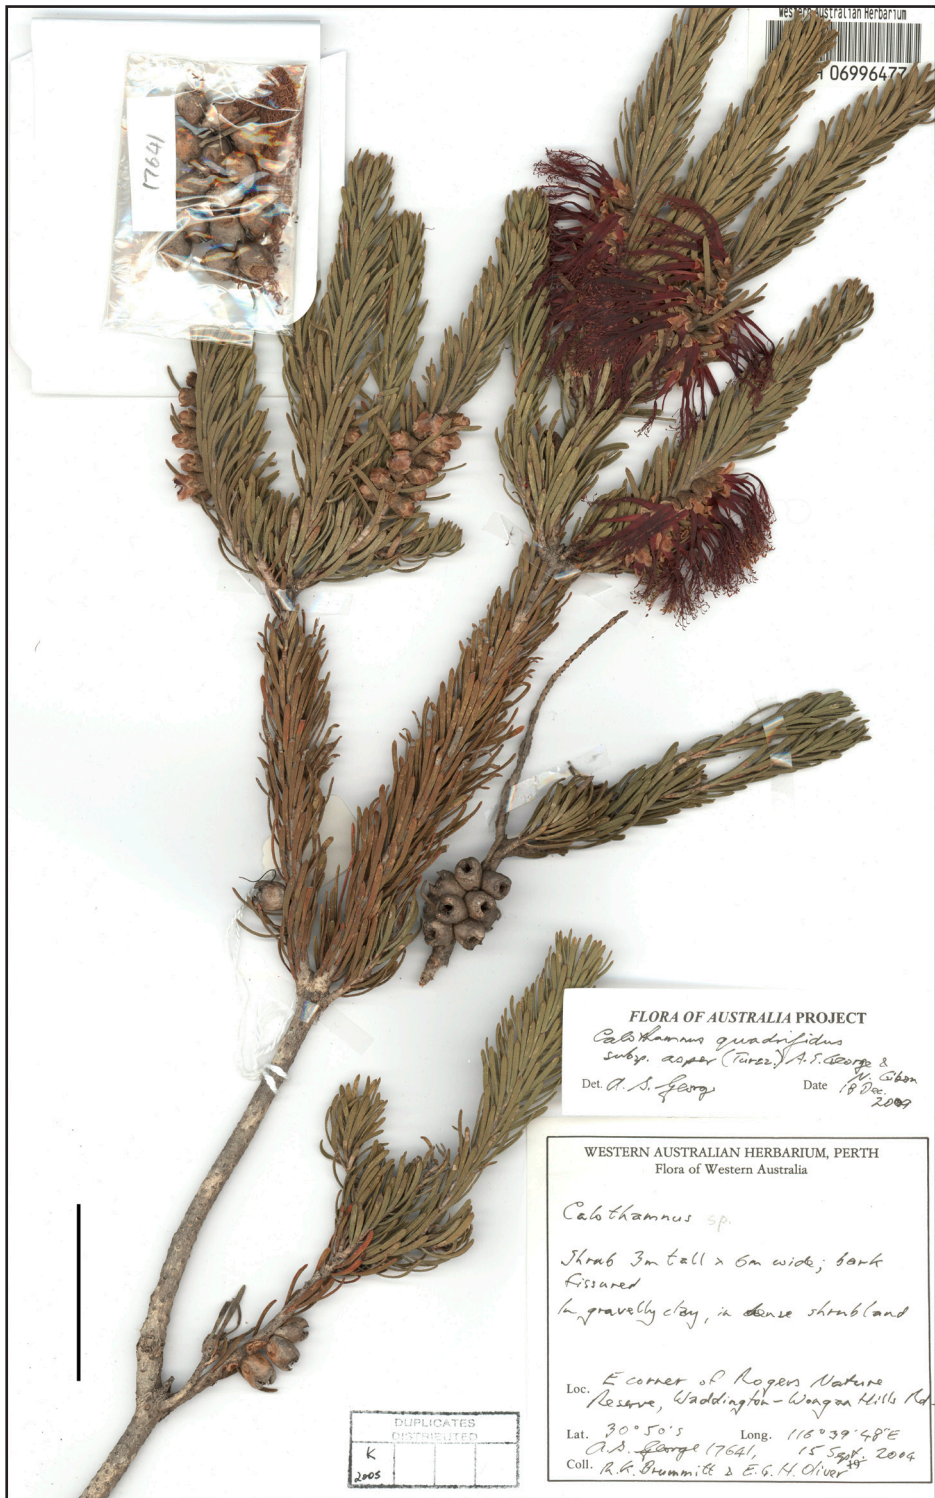 Western Australian Herbarium
06996477
17641
FLORA OF AUSTRALIA PROJECT
Calothamnus quadrifidus
subsp. asper (Turcz.) A.S. George &
N. Gibson
Det. A. S. George Date 18 Dec.
2009
WESTERN AUSTRALIAN HERBARIUM, PERTH
Flora of Western Australia
Calothamnus sp.
Shrub 3m tall x 6m wide; bark
fissured
In gravelly clay, in dense shrubland
Loc. E corner of Rogers Nature
Reserve, Waddington - Wongan Hills Rd.
Lat. 30°50'S Long. 116°39'48"E
A.S. George 17641, 15 Sept. 2004
Coll. R.K. Brummitt & E.G.H. Oliver
DUPLICATES
DISTRIBUTED
K
2005